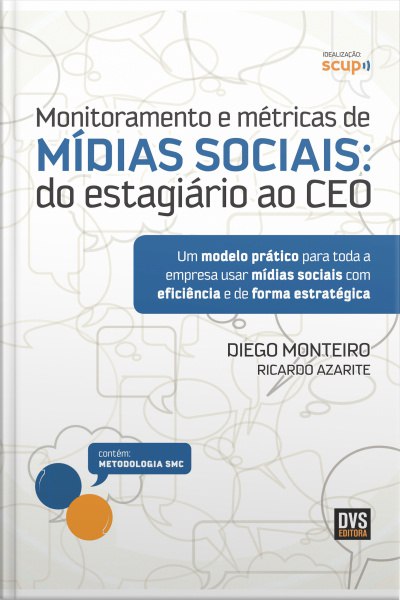 IDEALIZAÇÃO:
scup
Monitoramento e métricas de
MÍDIAS SOCIAIS:
do estagiário ao CEO
Um modelo prático para toda a
empresa usar mídias sociais com
eficiência e de forma estratégica
DIEGO MONTEIRO
RICARDO AZARITE
contém:
METODOLOGIA SMC
DVS
EDITORA